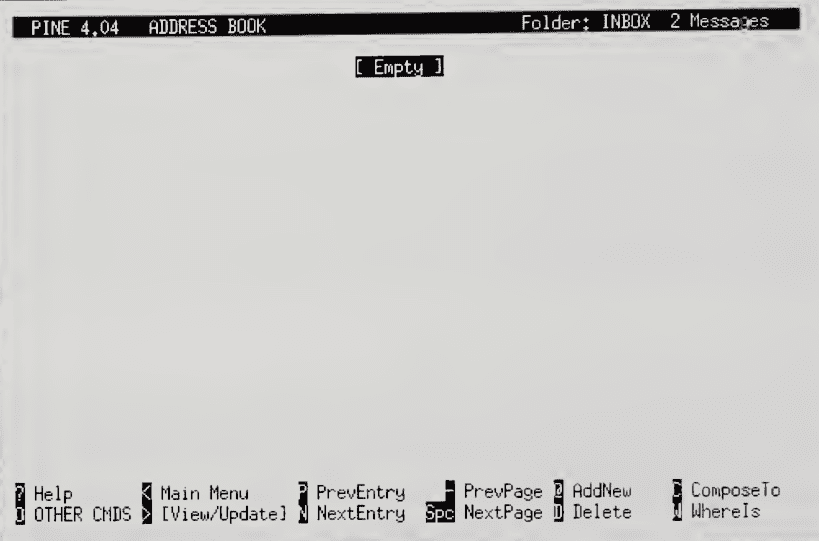 PINE 4.04 ADDRESS BOOK Folder: INBOX 2 Messages
[ Empty ]
? Help < Main Menu P PrevEntry - PrevPage @ AddNew C ComposeTo
O OTHER CMDS > [View/Update] N NextEntry Spc NextPage D Delete W WhereIs